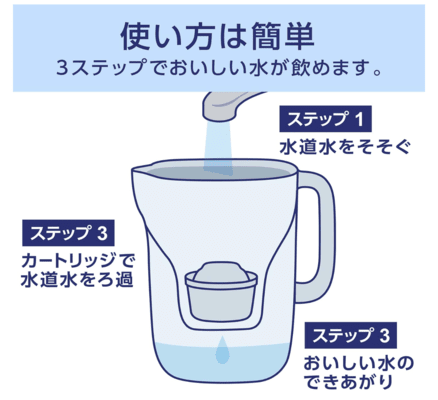 使い方は簡単
3ステップでおいしい水が飲めます。
ステップ 1
水道水をそそぐ
ステップ 3
カートリッジで
水道水をろ過
ステップ 3
おいしい水の
できあがり